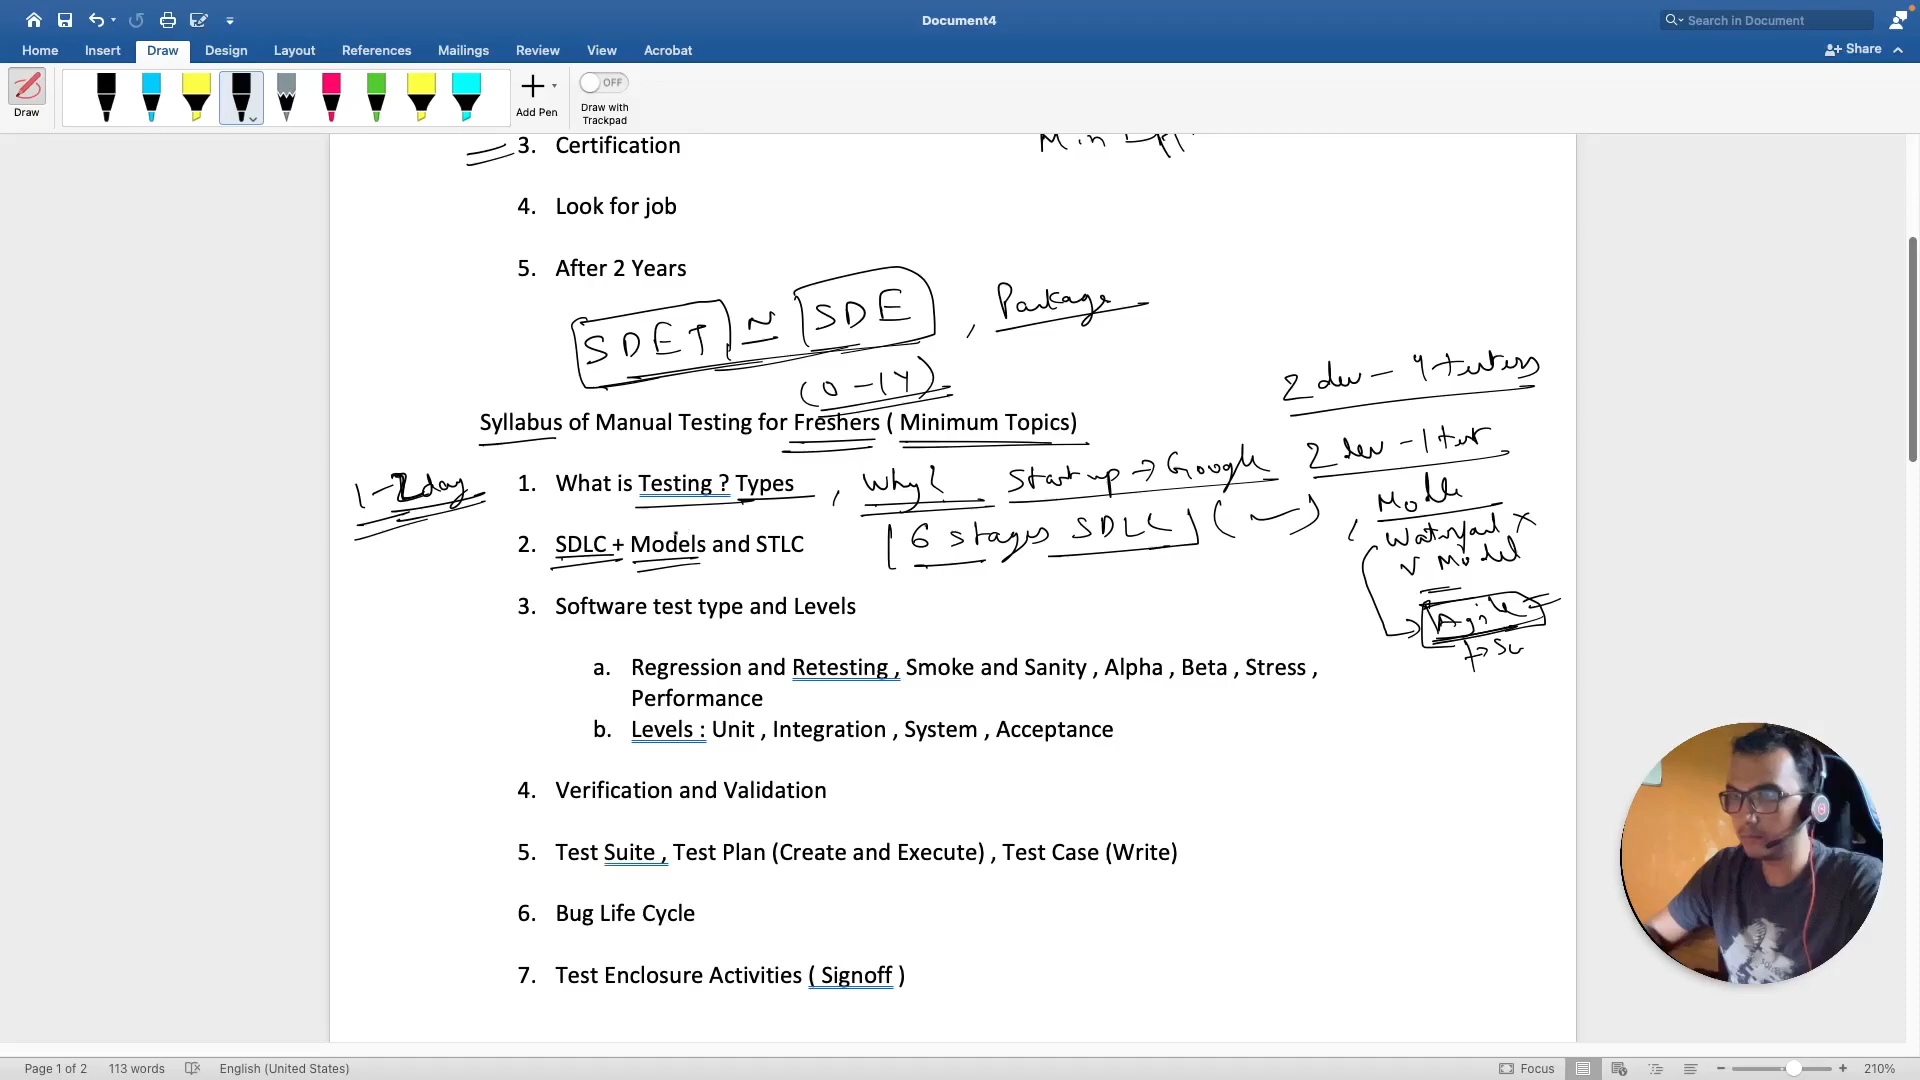 Document4
Search in Document
Home Insert Draw Design Layout References Mailings Review View Acrobat
Share
Draw
Add Pen
OFF
Draw with
Trackpad
3. Certification
Min
4. Look for job
5. After 2 Years
SDET ~ SDE , Package
(0-1Y)
2 dev - 4 testers
Syllabus of Manual Testing for Freshers ( Minimum Topics)
2 dev - 1 test
1-2 day
1. What is Testing ? Types , Why? Start up → Google
, Model
[6 stages SDLC] ( )
Waterfall X
2. SDLC + Models and STLC
V Model
3. Software test type and Levels
Agile
→ Sc
a. Regression and Retesting , Smoke and Sanity , Alpha , Beta , Stress ,
Performance
b. Levels : Unit , Integration , System , Acceptance
4. Verification and Validation
5. Test Suite , Test Plan (Create and Execute) , Test Case (Write)
6. Bug Life Cycle
7. Test Enclosure Activities ( Signoff )
Page 1 of 2 113 words English (United States) Focus 210%